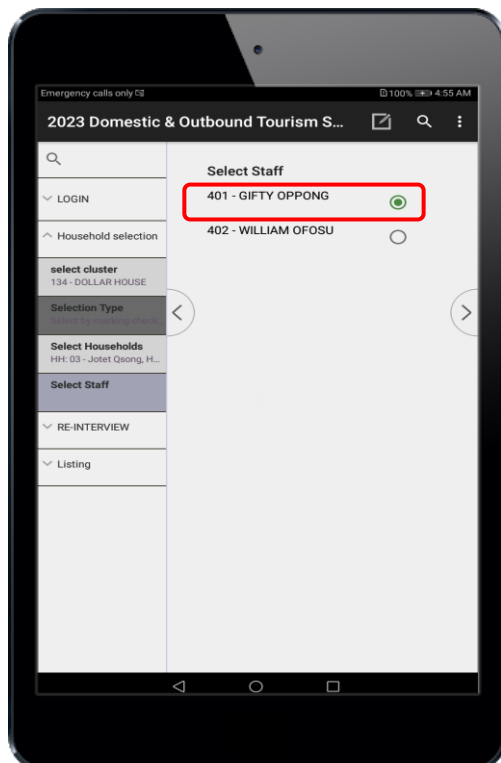 Emergency calls only
100% 4:55 AM
2023 Domestic & Outbound Tourism S...
LOGIN
Household selection
select cluster
134 - DOLLAR HOUSE
Selection Type
Select by marking check...
Select Households
HH: 03 - Jotet Qsong, H...
Select Staff
RE-INTERVIEW
Listing
Select Staff
401 - GIFTY OPPONG
402 - WILLIAM OFOSU